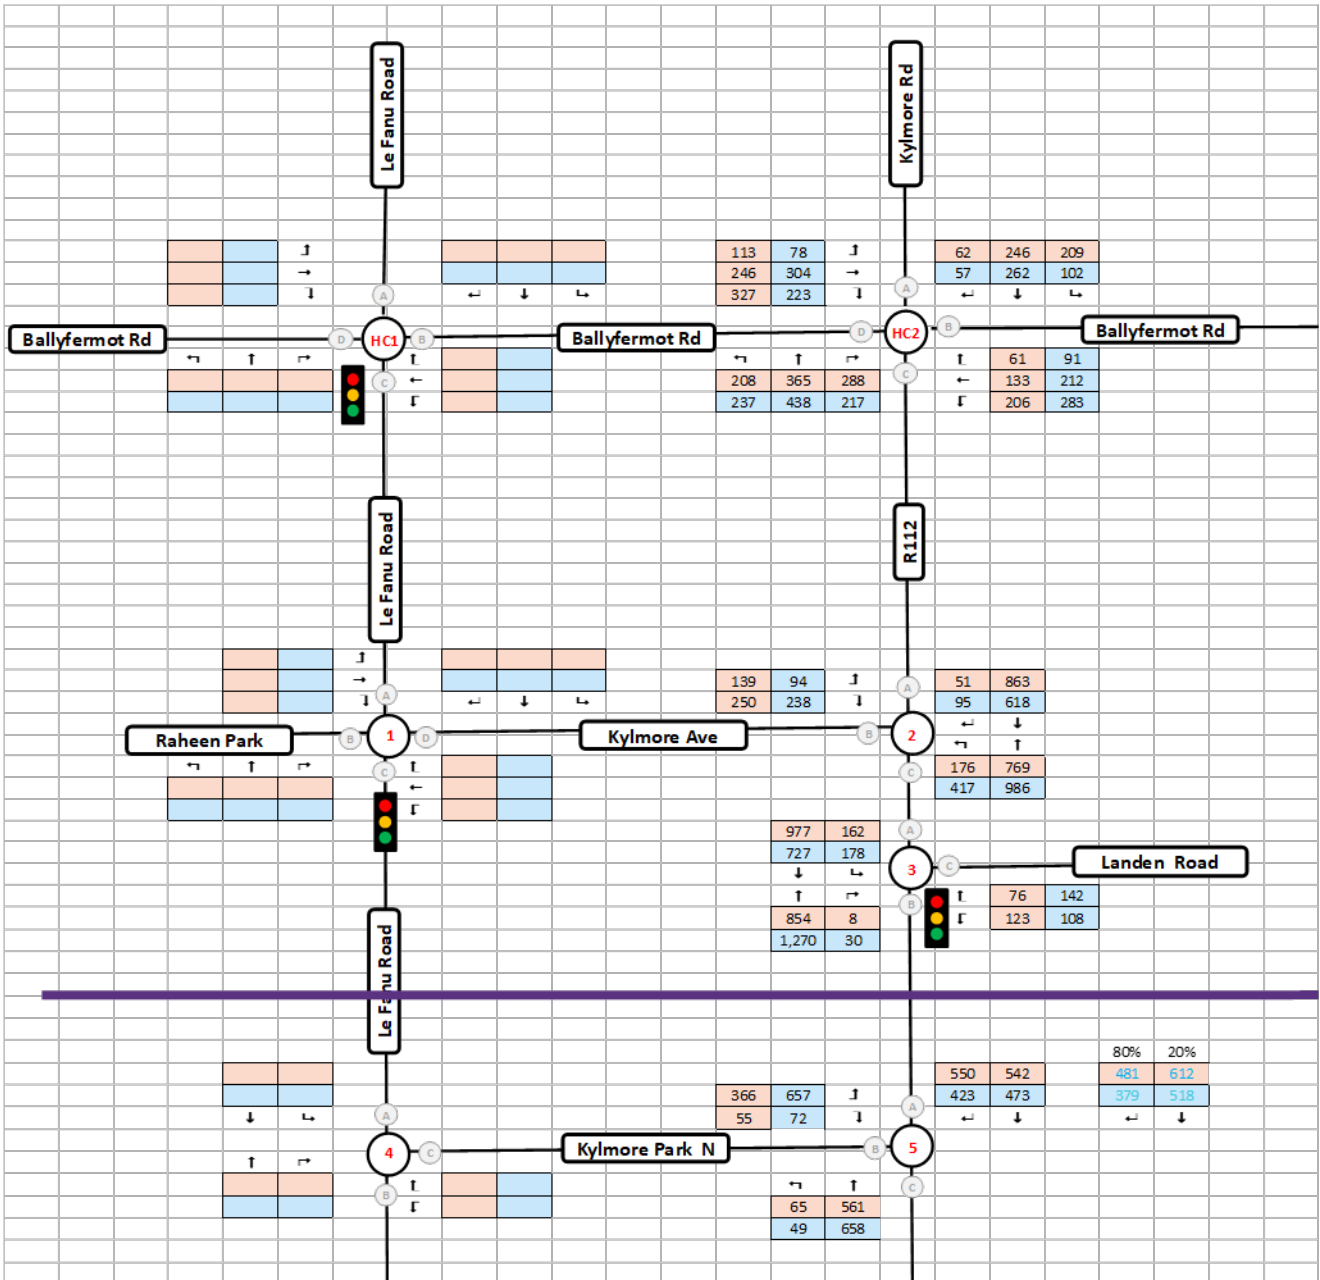 Le Fanu Road
Kylmore Rd
113 78
246 304
327 223
62 246 209
57 262 102
A
A
Ballyfermot Rd
D
HC1
B
Ballyfermot Rd
D
HC2
B
Ballyfermot Rd
C
C
208 365 288
237 438 217
61 91
133 212
206 283
Le Fanu Road
R112
139 94
250 238
A
A
51 863
95 618
Raheen Park
B
1
D
Kylmore Ave
B
2
C
C
176 769
417 986
977 162
727 178
A
3
C
Landen Road
B
854 8
1,270 30
76 142
123 108
Le Fanu Road
80% 20%
550 542
423 473
481 612
379 518
366 657
55 72
A
A
4
C
Kylmore Park N
B
5
B
C
65 561
49 658